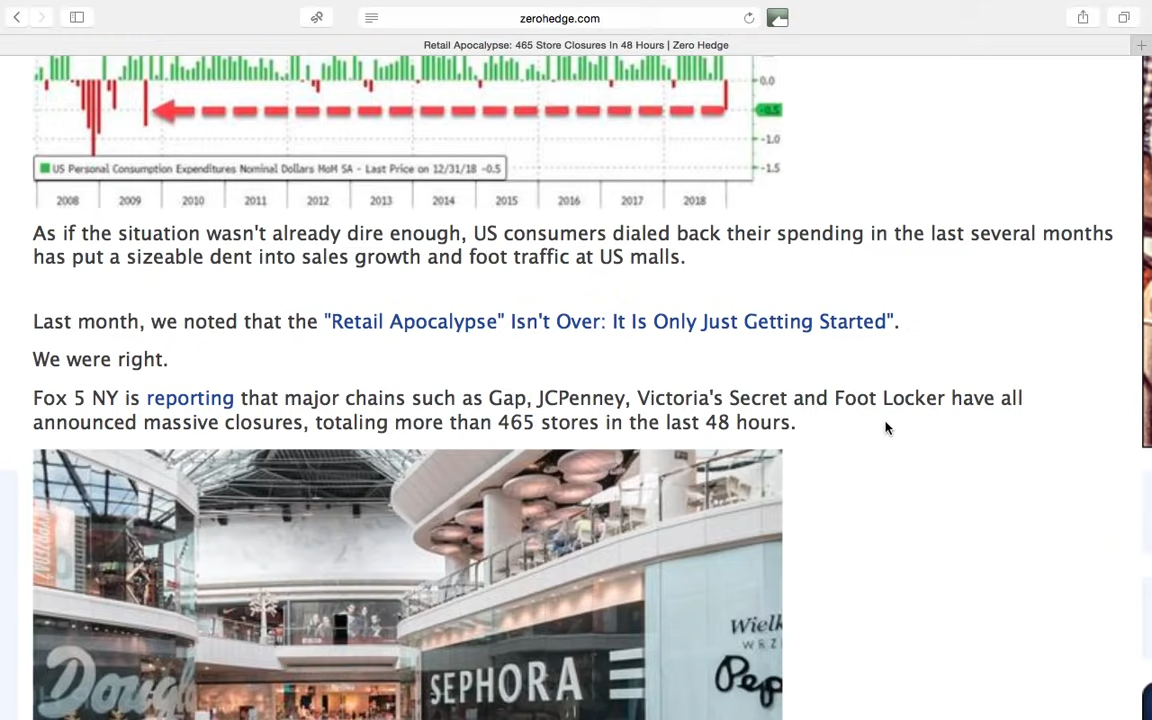 zerohedge.com
Retail Apocalypse: 465 Store Closures In 48 Hours | Zero Hedge
0.0
-0.5
-1.0
US Personal Consumption Expenditures Nominal Dollars MoM SA - Last Price on 12/31/18 -0.5
-1.5
2008 2009 2010 2011 2012 2013 2014 2015 2016 2017 2018
As if the situation wasn't already dire enough, US consumers dialed back their spending in the last several months
has put a sizeable dent into sales growth and foot traffic at US malls.
Last month, we noted that the "Retail Apocalypse" Isn't Over: It Is Only Just Getting Started".
We were right.
Fox 5 NY is reporting that major chains such as Gap, JCPenney, Victoria's Secret and Foot Locker have all
announced massive closures, totaling more than 465 stores in the last 48 hours.
Wielk
WRZ
Dougl
SEPHORA
Pep